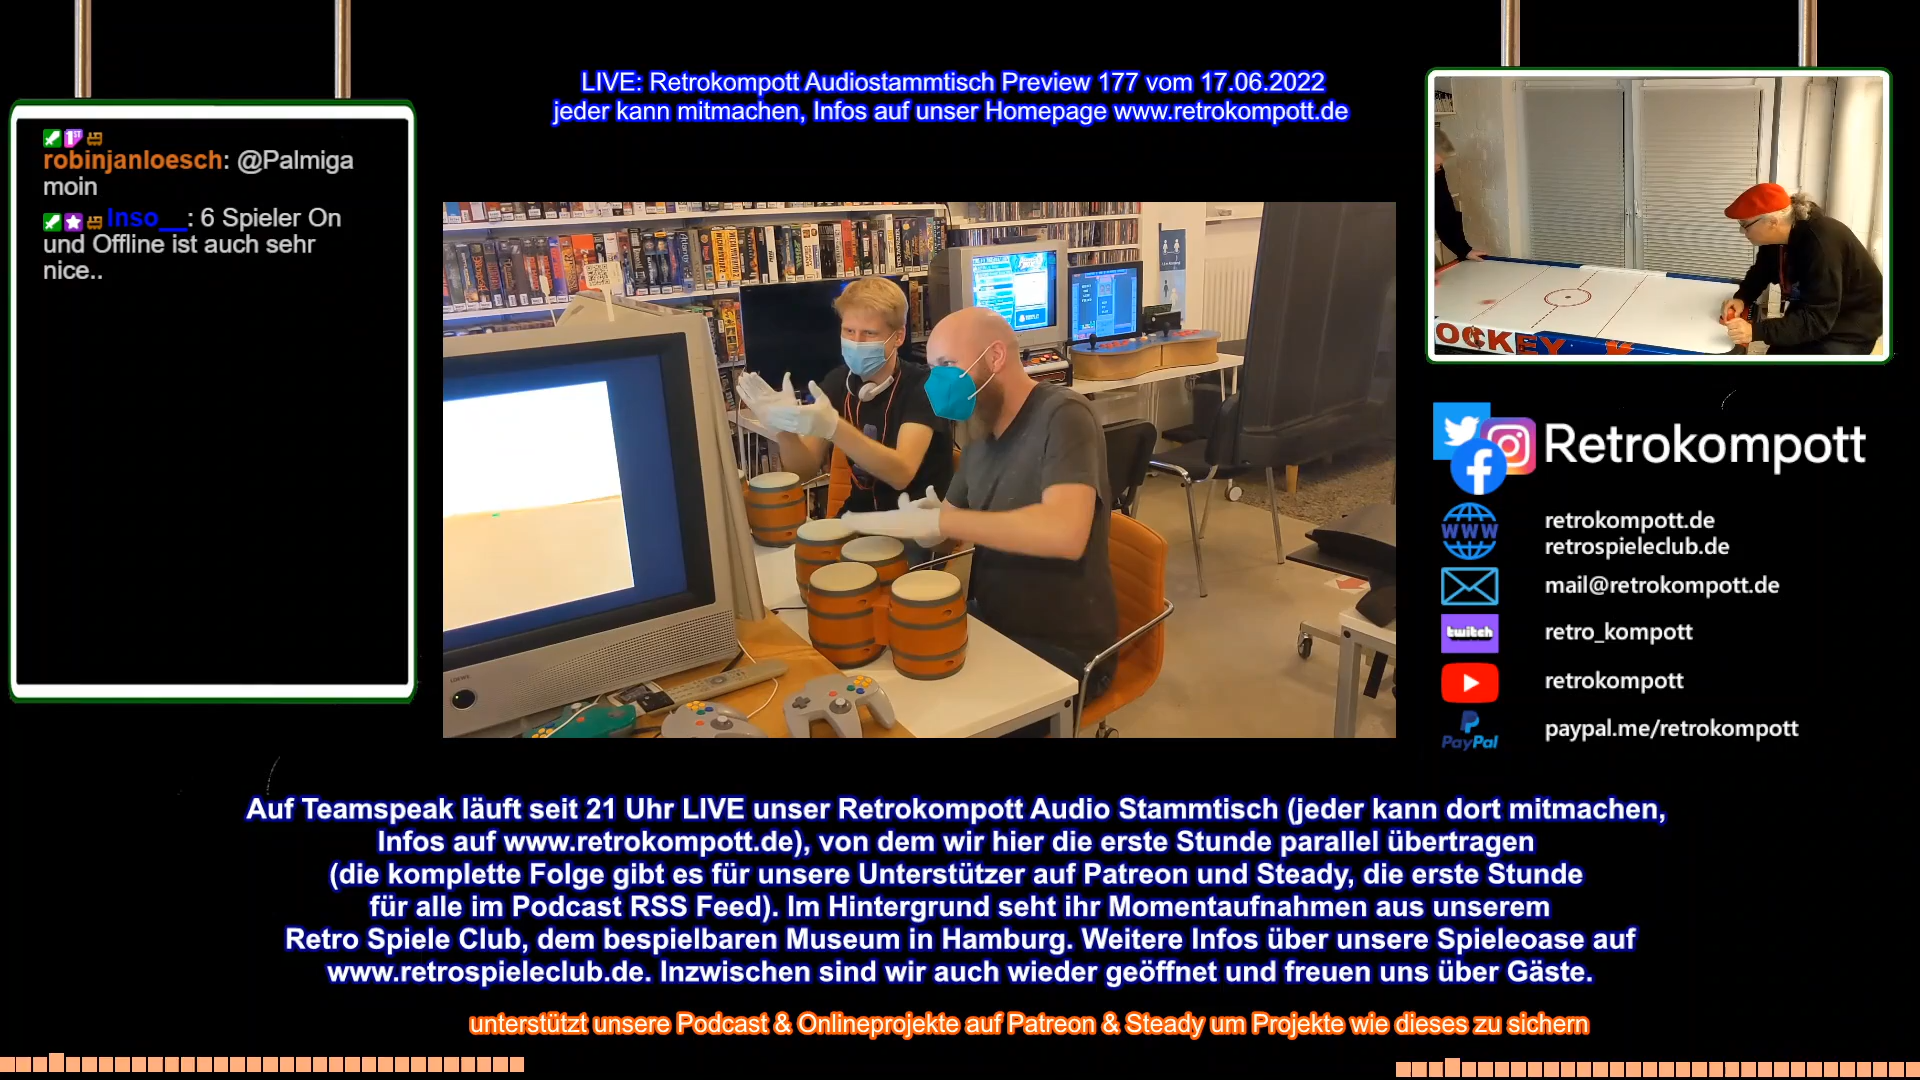 LIVE: Retrokompott Audiostammtisch Preview 177 vom 17.06.2022
jeder kann mitmachen, Infos auf unser Homepage www.retrokompott.de
robinjanloesch: @Palmiga
moin
Inso__: 6 Spieler On
und Offline ist auch sehr
nice..
OCKEY
Retrokompott
www
retrokompott.de
retrospieleclub.de
mail@retrokompott.de
twitch
retro_kompott
retrokompott
PayPal
paypal.me/retrokompott
LOEWE
Auf Teamspeak läuft seit 21 Uhr LIVE unser Retrokompott Audio Stammtisch (jeder kann dort mitmachen,
Infos auf www.retrokompott.de), von dem wir hier die erste Stunde parallel übertragen
(die komplette Folge gibt es für unsere Unterstützer auf Patreon und Steady, die erste Stunde
für alle im Podcast RSS Feed). Im Hintergrund seht ihr Momentaufnahmen aus unserem
Retro Spiele Club, dem bespielbaren Museum in Hamburg. Weitere Infos über unsere Spieleoase auf
www.retrospieleclub.de. Inzwischen sind wir auch wieder geöffnet und freuen uns über Gäste.
unterstützt unsere Podcast & Onlineprojekte auf Patreon & Steady um Projekte wie dieses zu sichern